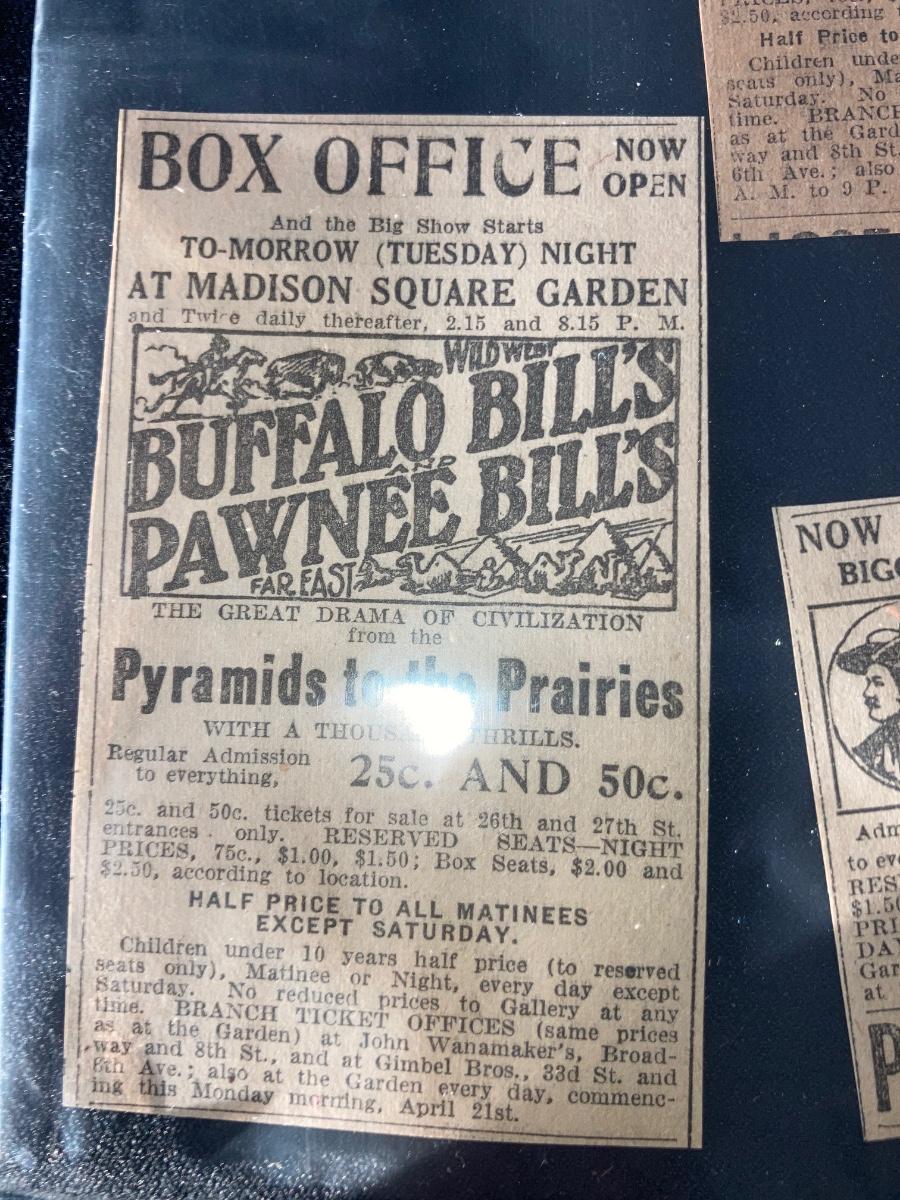 BOX OFFICE NOW OPEN
And the Big Show Starts
TO-MORROW (TUESDAY) NIGHT
AT MADISON SQUARE GARDEN
and Twice daily thereafter, 2.15 and 8.15 P. M.
WILD WEST
BUFFALO BILL'S
AND
PAWNEE BILL'S
FAR EAST
THE GREAT DRAMA OF CIVILIZATION
from the
Pyramids to the Prairies
WITH A THOUSAND THRILLS.
Regular Admission
to everything, 25c. AND 50c.
25c. and 50c. tickets for sale at 26th and 27th St.
entrances only. RESERVED SEATS—NIGHT
PRICES, 75c., $1.00, $1.50; Box Seats, $2.00 and
$2.50, according to location.
HALF PRICE TO ALL MATINEES
EXCEPT SATURDAY.
Children under 10 years half price (to reserved
seats only), Matinee or Night, every day except
Saturday. No reduced prices to Gallery at any
time. BRANCH TICKET OFFICES (same prices
as at the Garden) at John Wanamaker's, Broad-
way and 8th St., and at Gimbel Bros., 33d St. and
6th Ave.; also at the Garden every day, commenc-
ing this Monday morning, April 21st.
$2.50, according
Half Price to
Children unde
seats only), Ma
Saturday. No
time. BRANCH
as at the Gard
way and 8th St.
6th Ave.; also
A. M. to 9 P.
NOW
BIGG
Adm
to eve
RES
$1.50
PRI
DAY
Gar
at
P